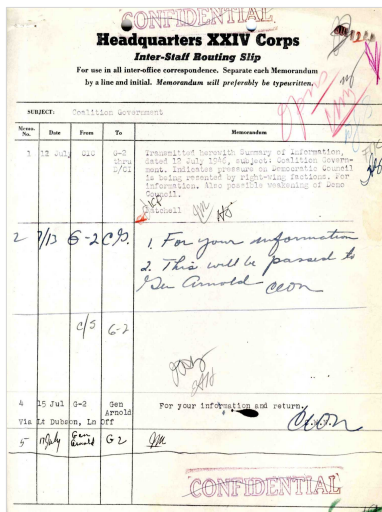 CONFIDENTIAL
Headquarters XXIV Corps
Inter-Staff Routing Slip
For use in all inter-office correspondence. Separate each Memorandum
by a line and initial. Memorandum will preferably be typewritten.
SUBJECT: Coalition Government
Memo. No. Date From To Memorandum
1 12 July CIC G-2 thru D/C1 Transmitted herewith Summary of Information,
dated 12 July 1946, subject: Coalition Govern-
ment. Indicates pressure on Democratic Council
is being resented by right-wing factions. For
information. Also possible weakening of Demo
Council.
2 7/13 G-2 C/S 1. For your information
2. This will be passed to
Gen Arnold
C/S G-2
4 15 Jul G-2 Gen Arnold For your information and return.
Via Lt Dubson, Ln Off
5 17 July Gen Arnold G2
CONFIDENTIAL